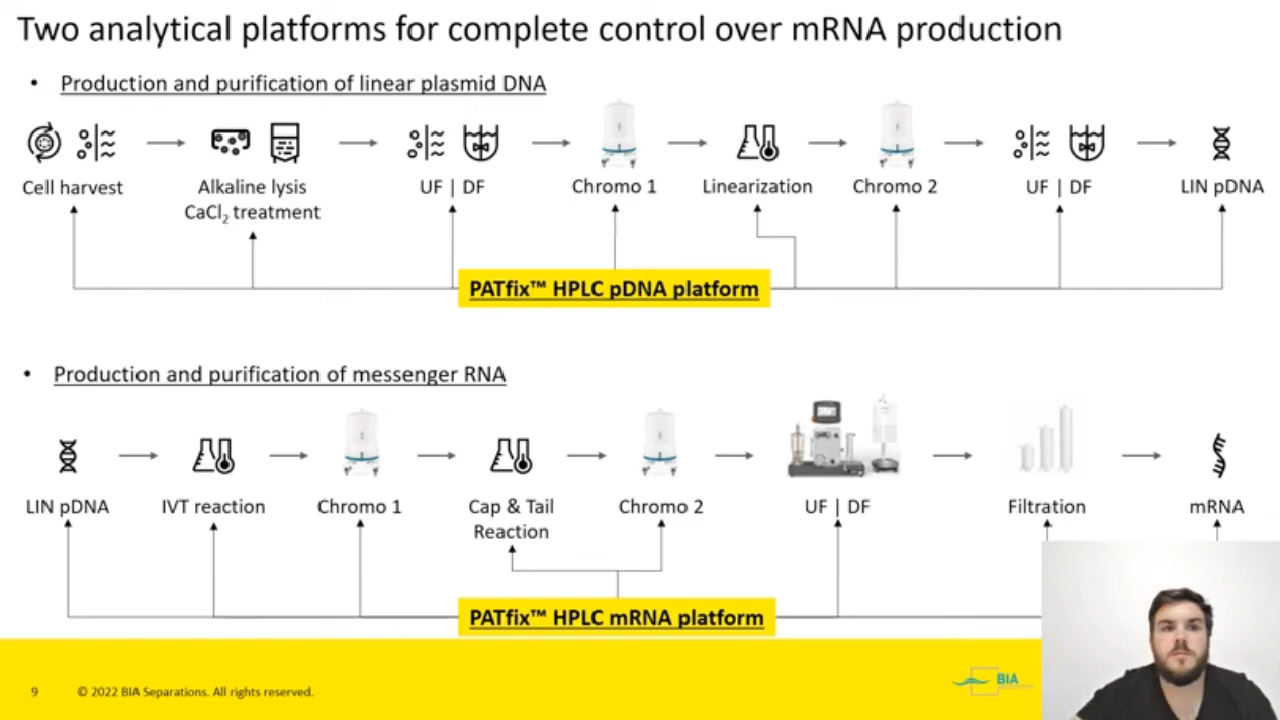 Two analytical platforms for complete control over mRNA production
• Production and purification of linear plasmid DNA
Cell harvest
Alkaline lysis
CaCl₂ treatment
UF | DF
Chromo 1
Linearization
Chromo 2
UF | DF
LIN pDNA
PATfix™ HPLC pDNA platform
• Production and purification of messenger RNA
LIN pDNA
IVT reaction
Chromo 1
Cap & Tail
Reaction
Chromo 2
UF | DF
Filtration
mRNA
PATfix™ HPLC mRNA platform
9
© 2022 BIA Separations. All rights reserved.
BIA